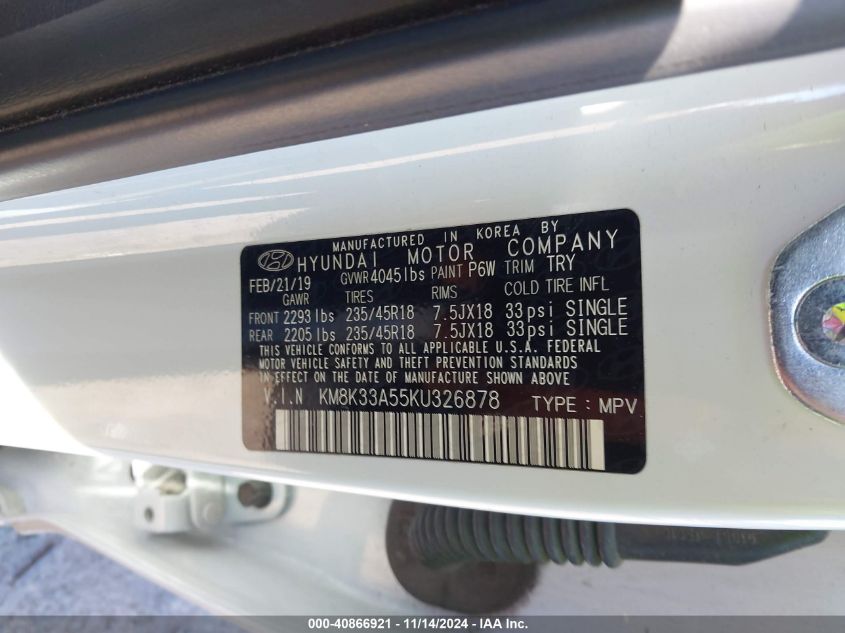 MANUFACTURED IN KOREA BY
HYUNDAI MOTOR COMPANY
FEB/21/19 GVWR 4045lbs PAINT P6W TRIM TRY
GAWR TIRES RIMS COLD TIRE INFL
FRONT 2293lbs 235/45R18 7.5JX18 33psi SINGLE
REAR 2205lbs 235/45R18 7.5JX18 33psi SINGLE
THIS VEHICLE CONFORMS TO ALL APPLICABLE U.S.A. FEDERAL
MOTOR VEHICLE SAFETY AND THEFT PREVENTION STANDARDS
IN EFFECT ON THE DATE OF MANUFACTURE SHOWN ABOVE
V.I.N KM8K33A55KU326878 TYPE : MPV
000-40866921 - 11/14/2024 - IAA Inc.